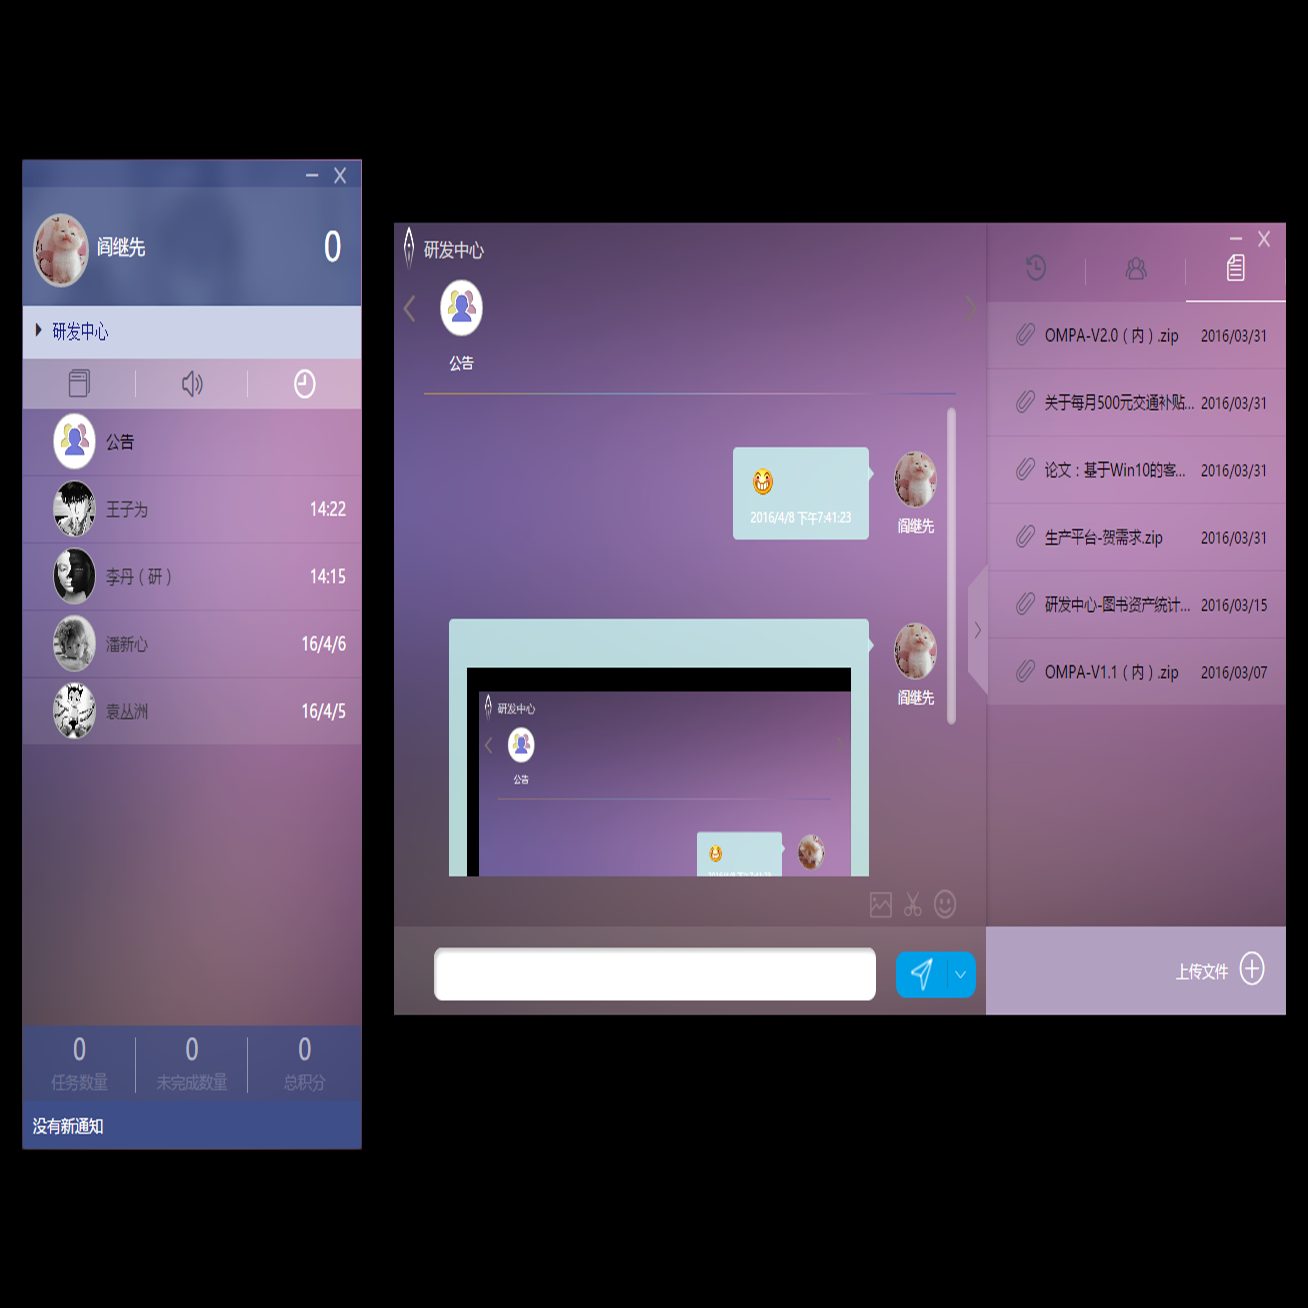 阎继先
0
研发中心
公告
王子为 14:22
李丹（研） 14:15
潘新心 16/4/6
袁丛洲 16/4/5
0 0 0
任务数量 未完成数量 总积分
没有新通知
研发中心
公告
2016/4/8 下午7:41:23
阎继先
阎继先
研发中心
公告
OMPA-V2.0（内）.zip 2016/03/31
关于每月500元交通补贴... 2016/03/31
论文：基于Win10的客... 2016/03/31
生产平台-贺需求.zip 2016/03/31
研发中心-图书资产统计... 2016/03/15
OMPA-V1.1（内）.zip 2016/03/07
上传文件